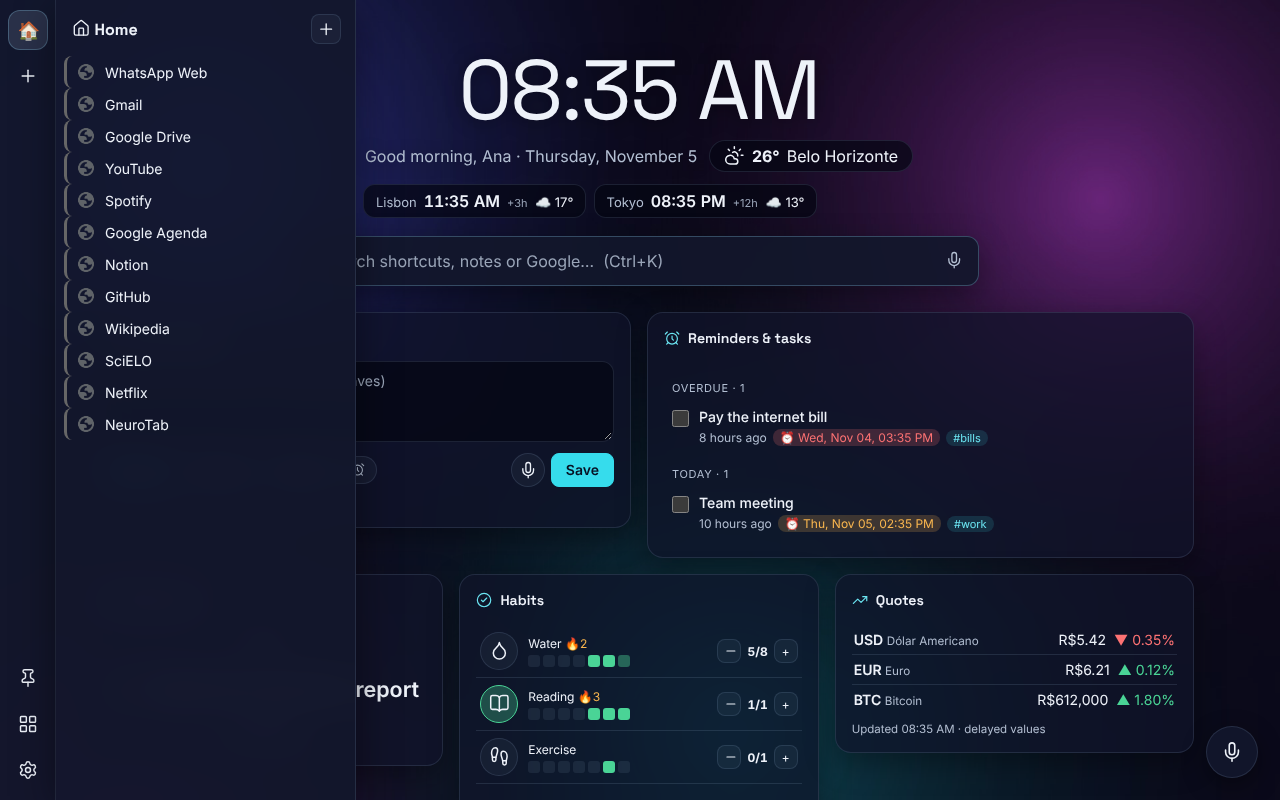 Home
WhatsApp Web
Gmail
Google Drive
YouTube
Spotify
Google Agenda
Notion
GitHub
Wikipedia
SciELO
Netflix
NeuroTab
08:35 AM
Good morning, Ana · Thursday, November 5
26° Belo Horizonte
Lisbon 11:35 AM +3h ☁️ 17°
Tokyo 08:35 PM +12h ☁️ 13°
ch shortcuts, notes or Google... (Ctrl+K)
ves)
Save
Reminders & tasks
OVERDUE · 1
Pay the internet bill
8 hours ago ⏰ Wed, Nov 04, 03:35 PM #bills
TODAY · 1
Team meeting
10 hours ago ⏰ Thu, Nov 05, 02:35 PM #work
report
Habits
Water 🔥2
− 5/8 +
Reading 🔥3
− 1/1 +
Exercise
− 0/1 +
Quotes
USD Dólar Americano R$5.42 ▼ 0.35%
EUR Euro R$6.21 ▲ 0.12%
BTC Bitcoin R$612,000 ▲ 1.80%
Updated 08:35 AM · delayed values